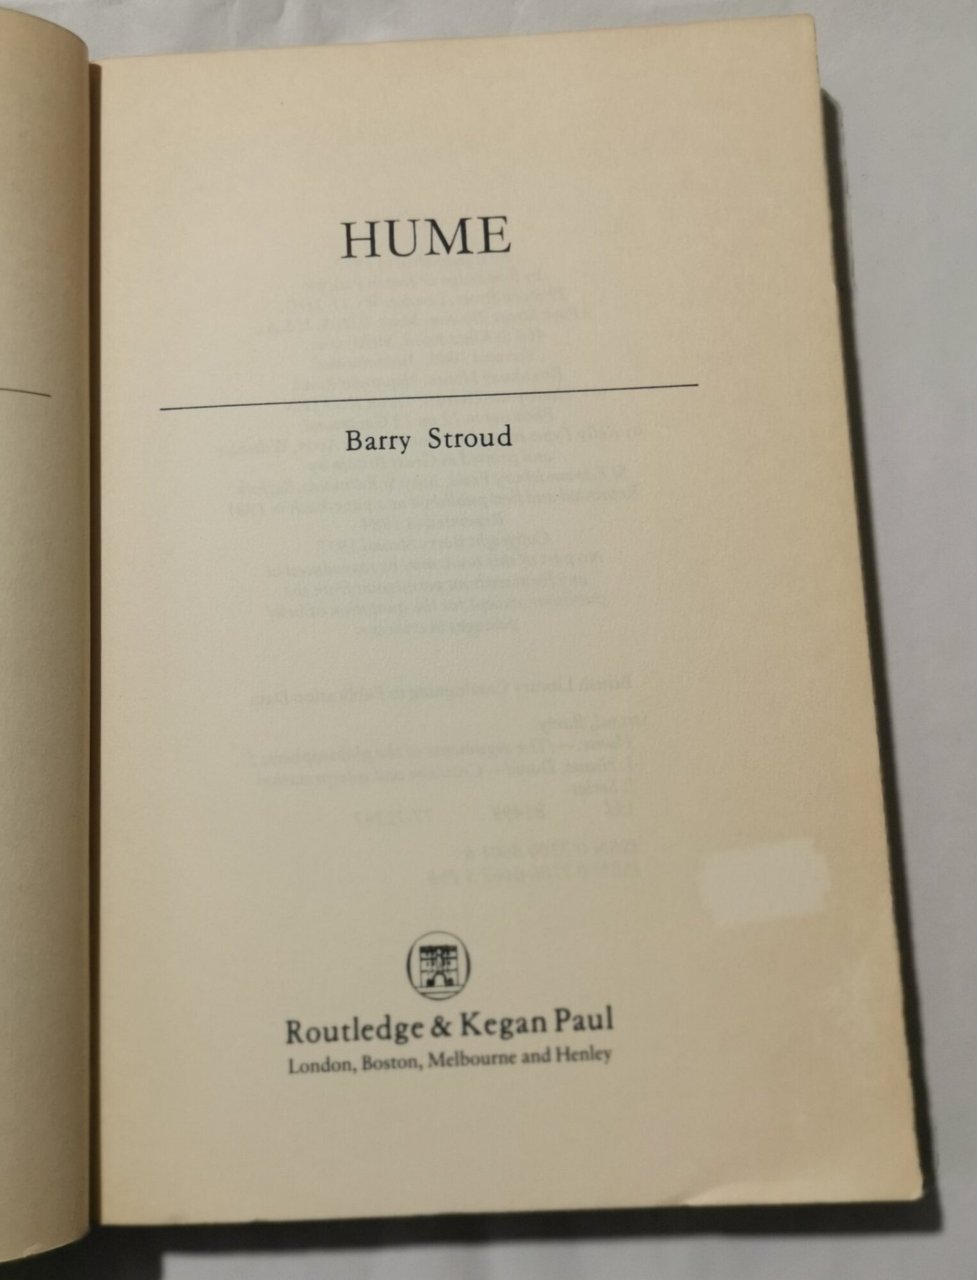 HUME
Barry Stroud
Routledge & Kegan Paul
London, Boston, Melbourne and Henley